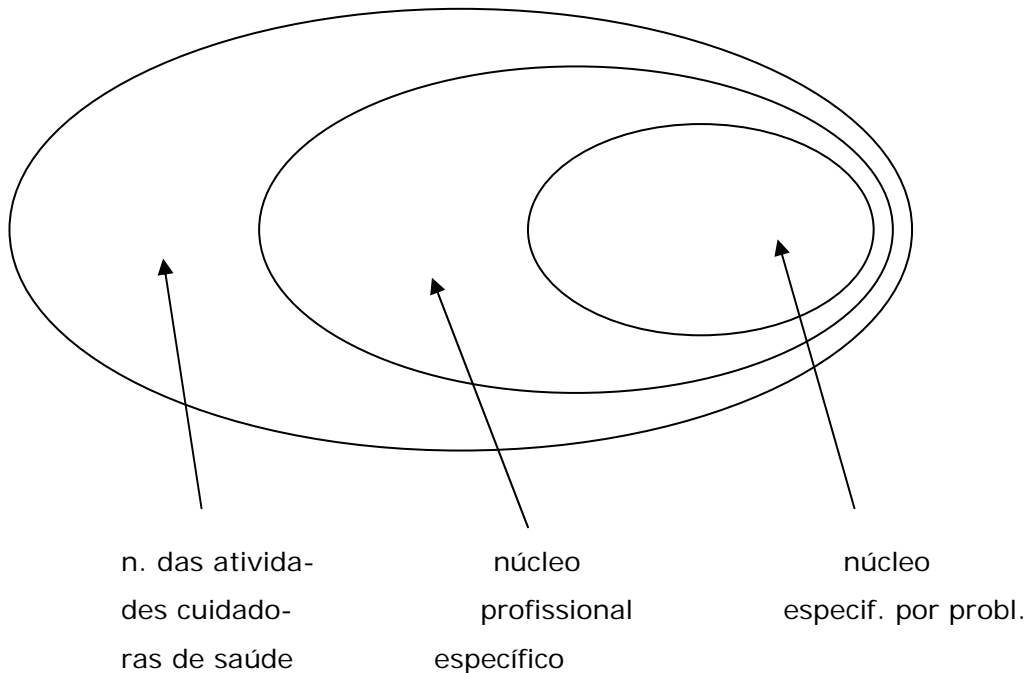 n. das ativida-
des cuidado-
ras de saúde
núcleo
profissional
específico
núcleo
especif. por probl.